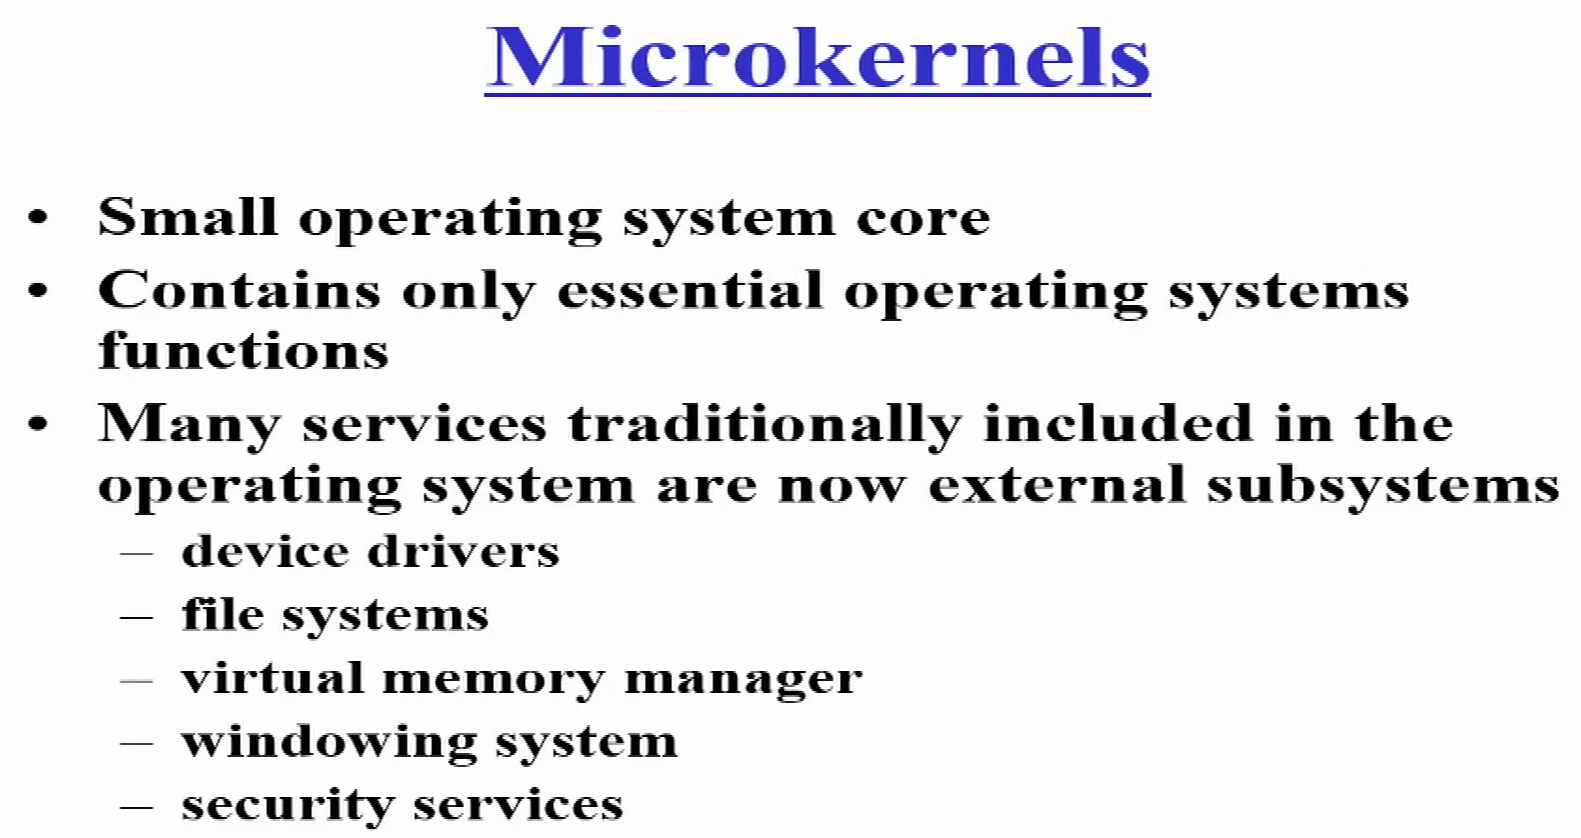 Microkernels
• Small operating system core
• Contains only essential operating systems
functions
• Many services traditionally included in the
operating system are now external subsystems
– device drivers
– file systems
– virtual memory manager
– windowing system
– security services